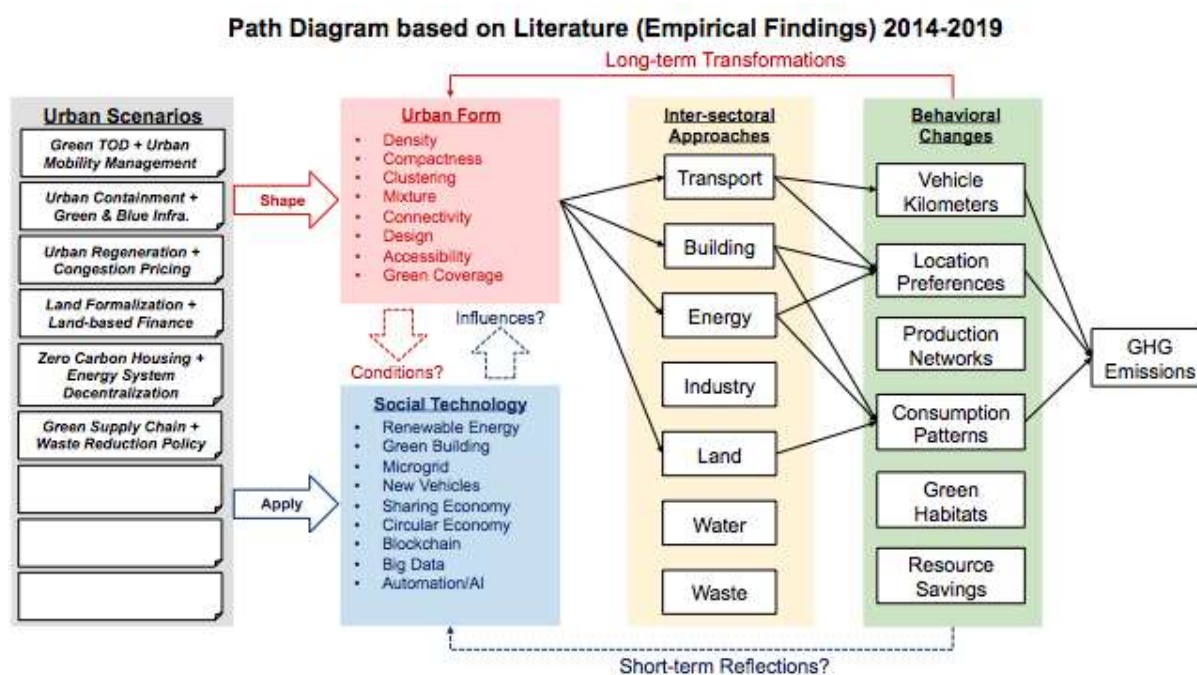 Path Diagram based on Literature (Empirical Findings) 2014-2019
Long-term Transformations
Urban Scenarios
Green TOD + Urban
Mobility Management
Urban Containment +
Green & Blue Infra.
Urban Regeneration +
Congestion Pricing
Land Formalization +
Land-based Finance
Zero Carbon Housing +
Energy System
Decentralization
Green Supply Chain +
Waste Reduction Policy
Shape
Apply
Urban Form
• Density
• Compactness
• Clustering
• Mixture
• Connectivity
• Design
• Accessibility
• Green Coverage
Conditions?
Influences?
Social Technology
• Renewable Energy
• Green Building
• Microgrid
• New Vehicles
• Sharing Economy
• Circular Economy
• Blockchain
• Big Data
• Automation/AI
Inter-sectoral
Approaches
Transport
Building
Energy
Industry
Land
Water
Waste
Behavioral
Changes
Vehicle
Kilometers
Location
Preferences
Production
Networks
Consumption
Patterns
Green
Habitats
Resource
Savings
GHG
Emissions
Short-term Reflections?